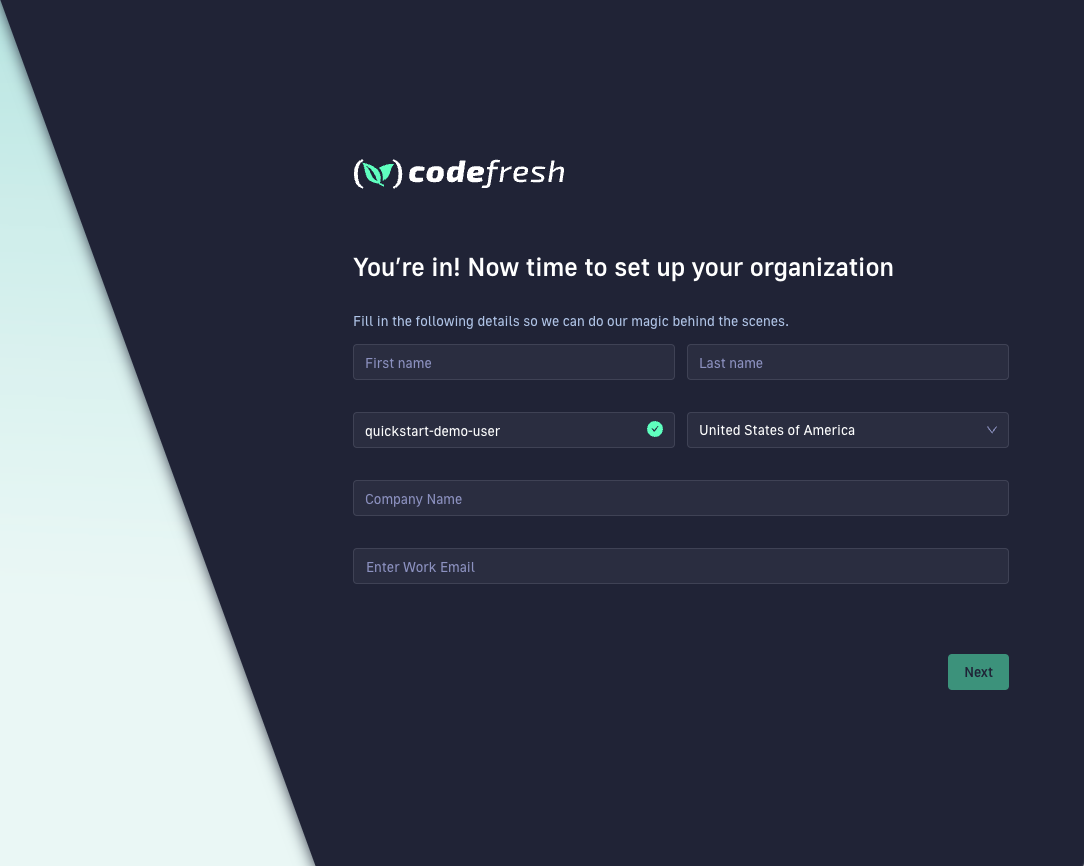 codefresh
You’re in! Now time to set up your organization
Fill in the following details so we can do our magic behind the scenes.
First name
Last name
quickstart-demo-user
United States of America
Company Name
Enter Work Email
Next